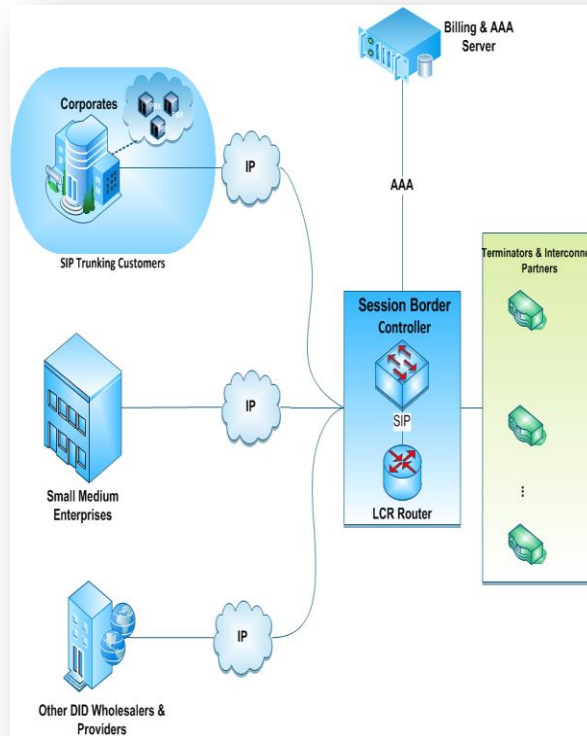 Billing & AAA
Server
Corporates
IP
SIP Trunking Customers
AAA
Terminators & Interconne
Partners
Session Border
Controller
SIP
LCR Router
IP
Small Medium
Enterprises
⋮
IP
Other DID Wholesalers &
Providers